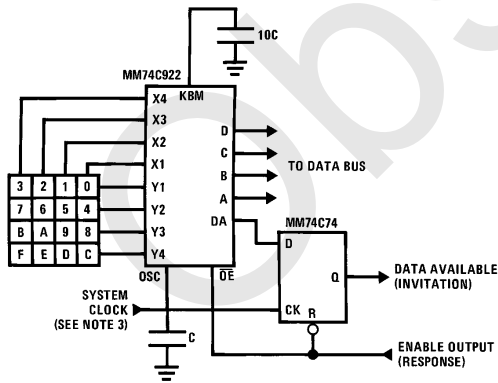 10C
MM74C922
KBM
X4
X3
X2
X1
Y1
Y2
Y3
Y4
D
C
B
A
DA
TO DATA BUS
3 2 1 0
7 6 5 4
B A 9 8
F E D C
OSC
OE
MM74C74
D
Q
CK
R
DATA AVAILABLE
(INVITATION)
SYSTEM
CLOCK
(SEE NOTE 3)
C
ENABLE OUTPUT
(RESPONSE)
Obs